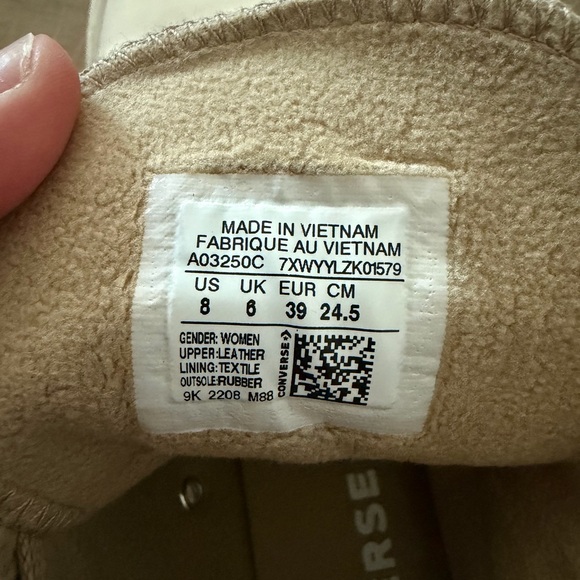 MADE IN VIETNAM
FABRIQUE AU VIETNAM
A03250C 7XWYYLZK01579
US UK EUR CM
8 6 39 24.5
GENDER: WOMEN
UPPER:LEATHER
LINING:TEXTILE
OUTSOLE:RUBBER
9K 2208 M88
CONVERSE
ERSE